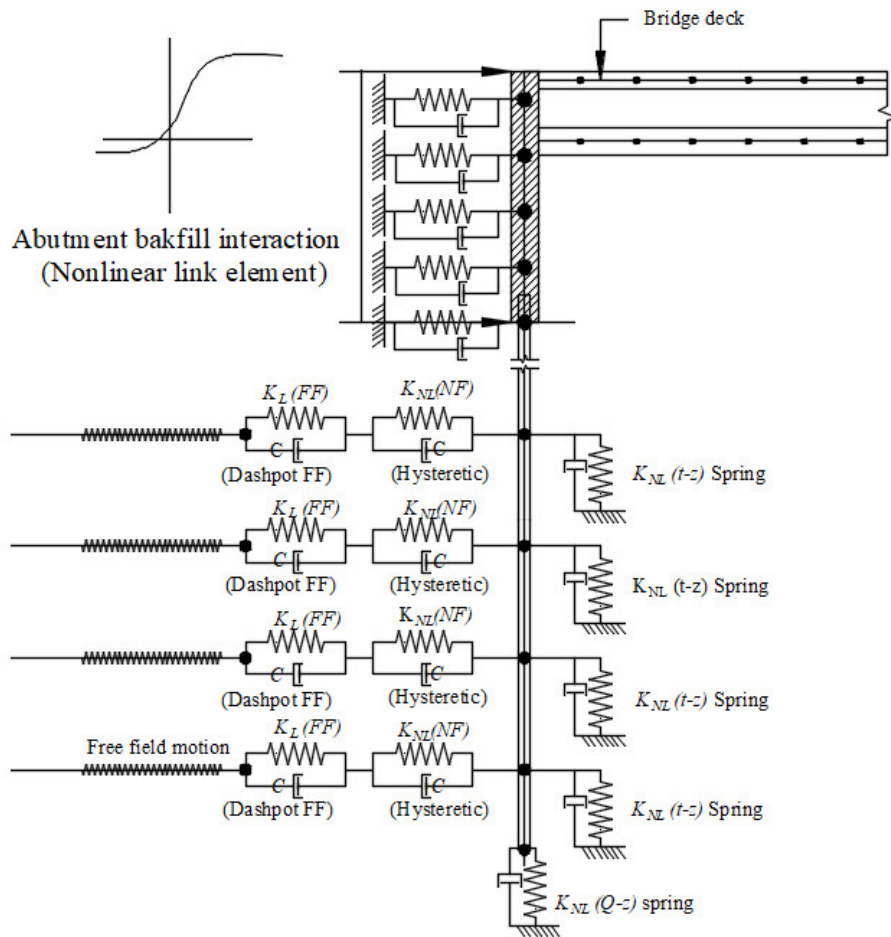 Bridge deck
Abutment bakfill interaction
(Nonlinear link element)
K_L (FF) K_NL(NF)
C C
(Dashpot FF) (Hysteretic) K_NL (t-z) Spring
K_L (FF) K_NL(NF)
C C
(Dashpot FF) (Hysteretic) K_NL (t-z) Spring
K_L (FF) K_NL(NF)
C C
(Dashpot FF) (Hysteretic) K_NL (t-z) Spring
K_L (FF) K_NL(NF)
Free field motion
C C
(Dashpot FF) (Hysteretic) K_NL (t-z) Spring
K_NL (Q-z) spring